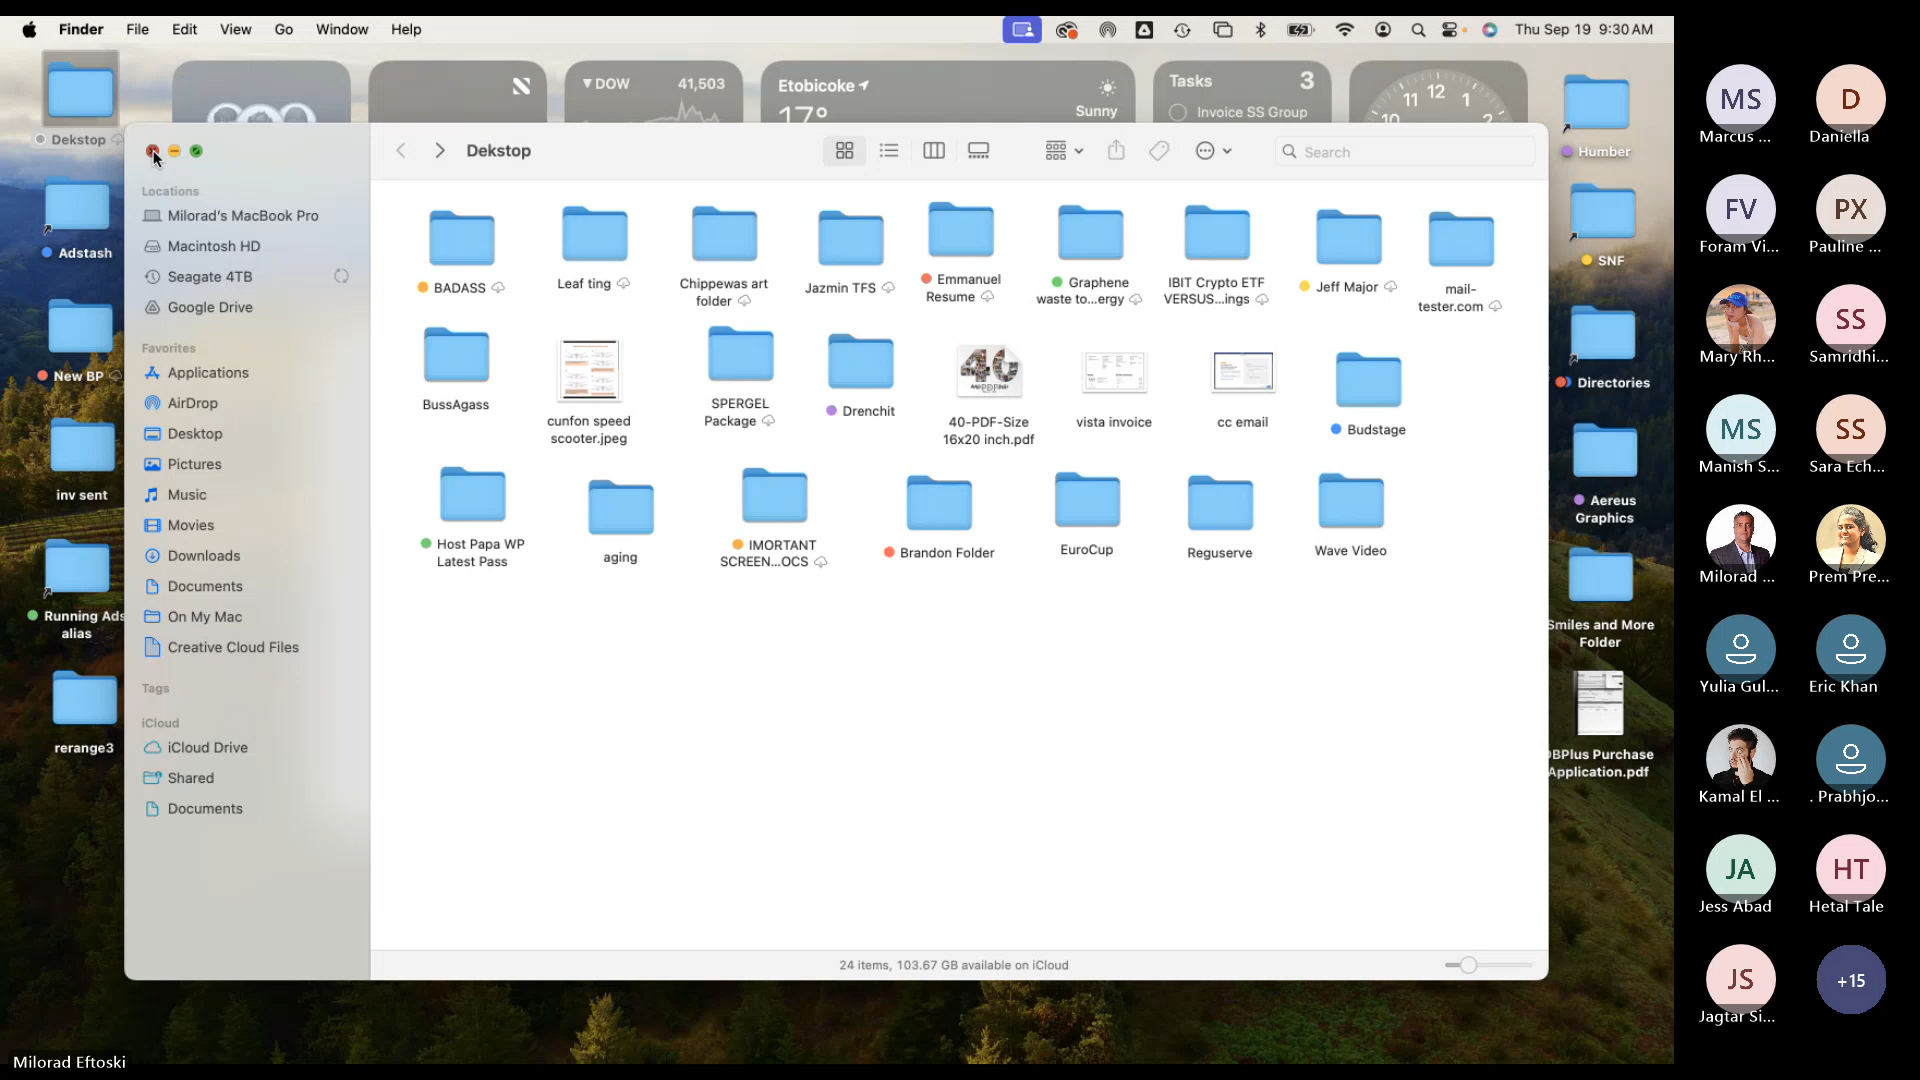 Finder File Edit View Go Window Help
Thu Sep 19 9:30 AM
DOW 41,503
Etobicoke
17°
Sunny
Tasks 3
Invoice SS Group
11 12 1
10 2
Dekstop
Adstash
New BP
inv sent
Running Ads
alias
rerange3
Locations
Milorad's MacBook Pro
Macintosh HD
Seagate 4TB
Google Drive
Favorites
Applications
AirDrop
Desktop
Pictures
Music
Movies
Downloads
Documents
On My Mac
Creative Cloud Files
Tags
iCloud
iCloud Drive
Shared
Documents
Dekstop
Search
BADASS
Leaf ting
Chippewas art
folder
Jazmin TFS
Emmanuel
Resume
Graphene
waste to...ergy
IBIT Crypto ETF
VERSUS...ings
Jeff Major
mail-
tester.com
BussAgass
cunfon speed
scooter.jpeg
SPERGEL
Package
Drenchit
40
PDF
40-PDF-Size
16x20 inch.pdf
vista invoice
cc email
Budstage
Host Papa WP
Latest Pass
aging
IMORTANT
SCREEN...OCS
Brandon Folder
EuroCup
Reguserve
Wave Video
24 items, 103.67 GB available on iCloud
Humber
SNF
Directories
Aereus
Graphics
Smiles and More
Folder
BPlus Purchase
Application.pdf
MS
Marcus ...
D
Daniella
FV
Foram Vi...
PX
Pauline ...
Mary Rh...
SS
Samridhi...
MS
Manish S...
SS
Sara Ech...
Milorad ...
Prem Pre...
Yulia Gul...
Eric Khan
Kamal El ...
. Prabhjo...
JA
Jess Abad
HT
Hetal Tale
JS
Jagtar Si...
+15
Milorad Eftoski